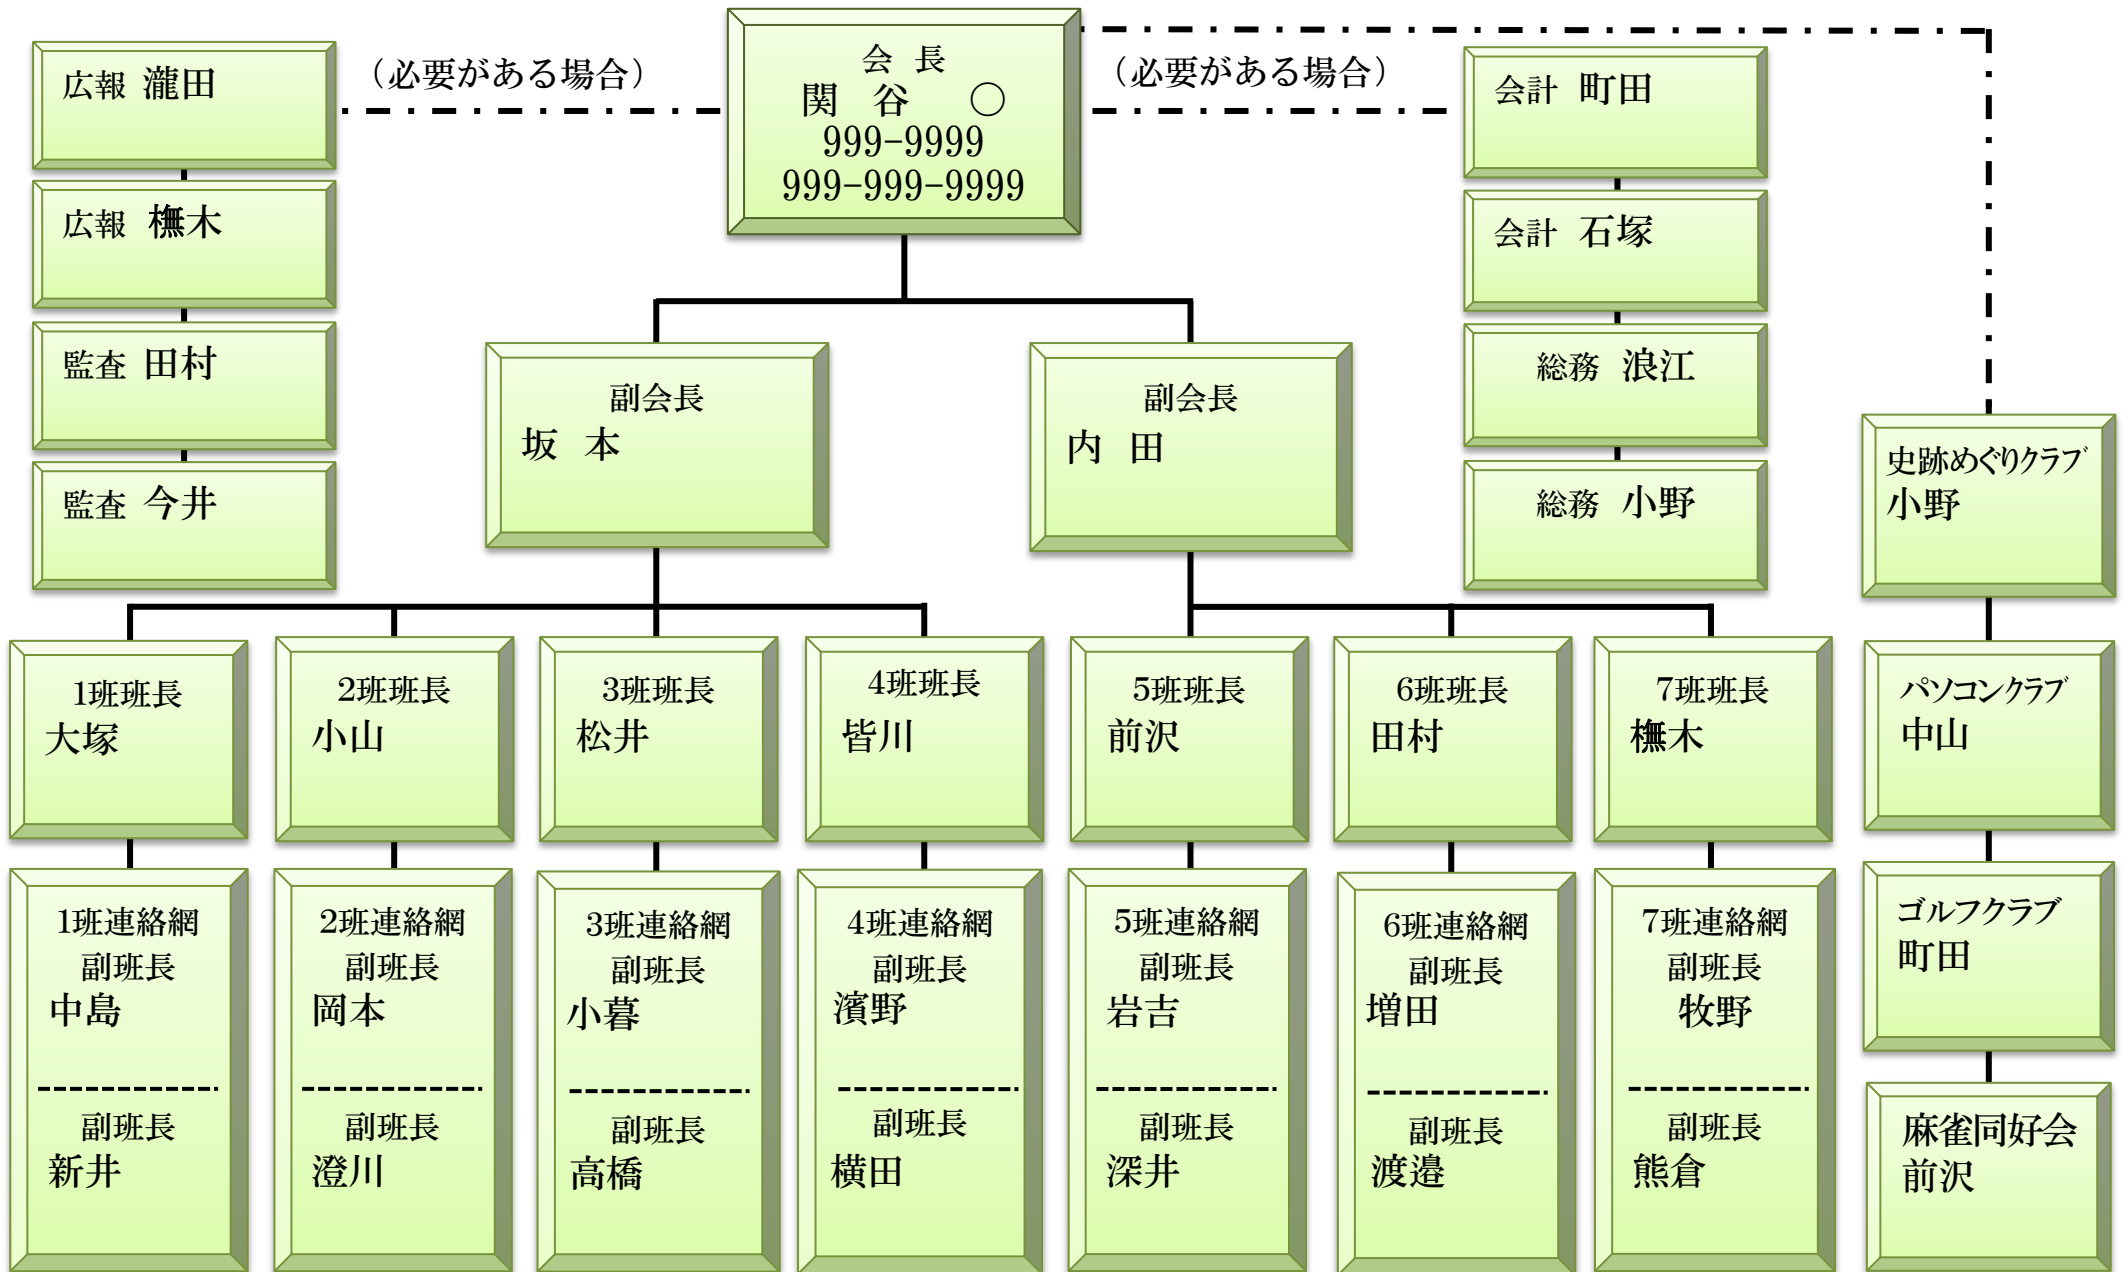 会 長
関 谷 ○
999-9999
999-999-9999
（必要がある場合）
（必要がある場合）
広報 瀧田
広報 橅木
監査 田村
監査 今井
会計 町田
会計 石塚
総務 浪江
総務 小野
副会長
坂 本
副会長
内 田
史跡めぐりクラブ
小野
パソコンクラブ
中山
ゴルフクラブ
町田
麻雀同好会
前沢
1班班長
大塚
2班班長
小山
3班班長
松井
4班班長
皆川
5班班長
前沢
6班班長
田村
7班班長
橅木
1班連絡網
副班長
中島
副班長
新井
2班連絡網
副班長
岡本
副班長
澄川
3班連絡網
副班長
小暮
副班長
高橋
4班連絡網
副班長
濱野
副班長
横田
5班連絡網
副班長
岩吉
副班長
深井
6班連絡網
副班長
増田
副班長
渡邉
7班連絡網
副班長
牧野
副班長
熊倉